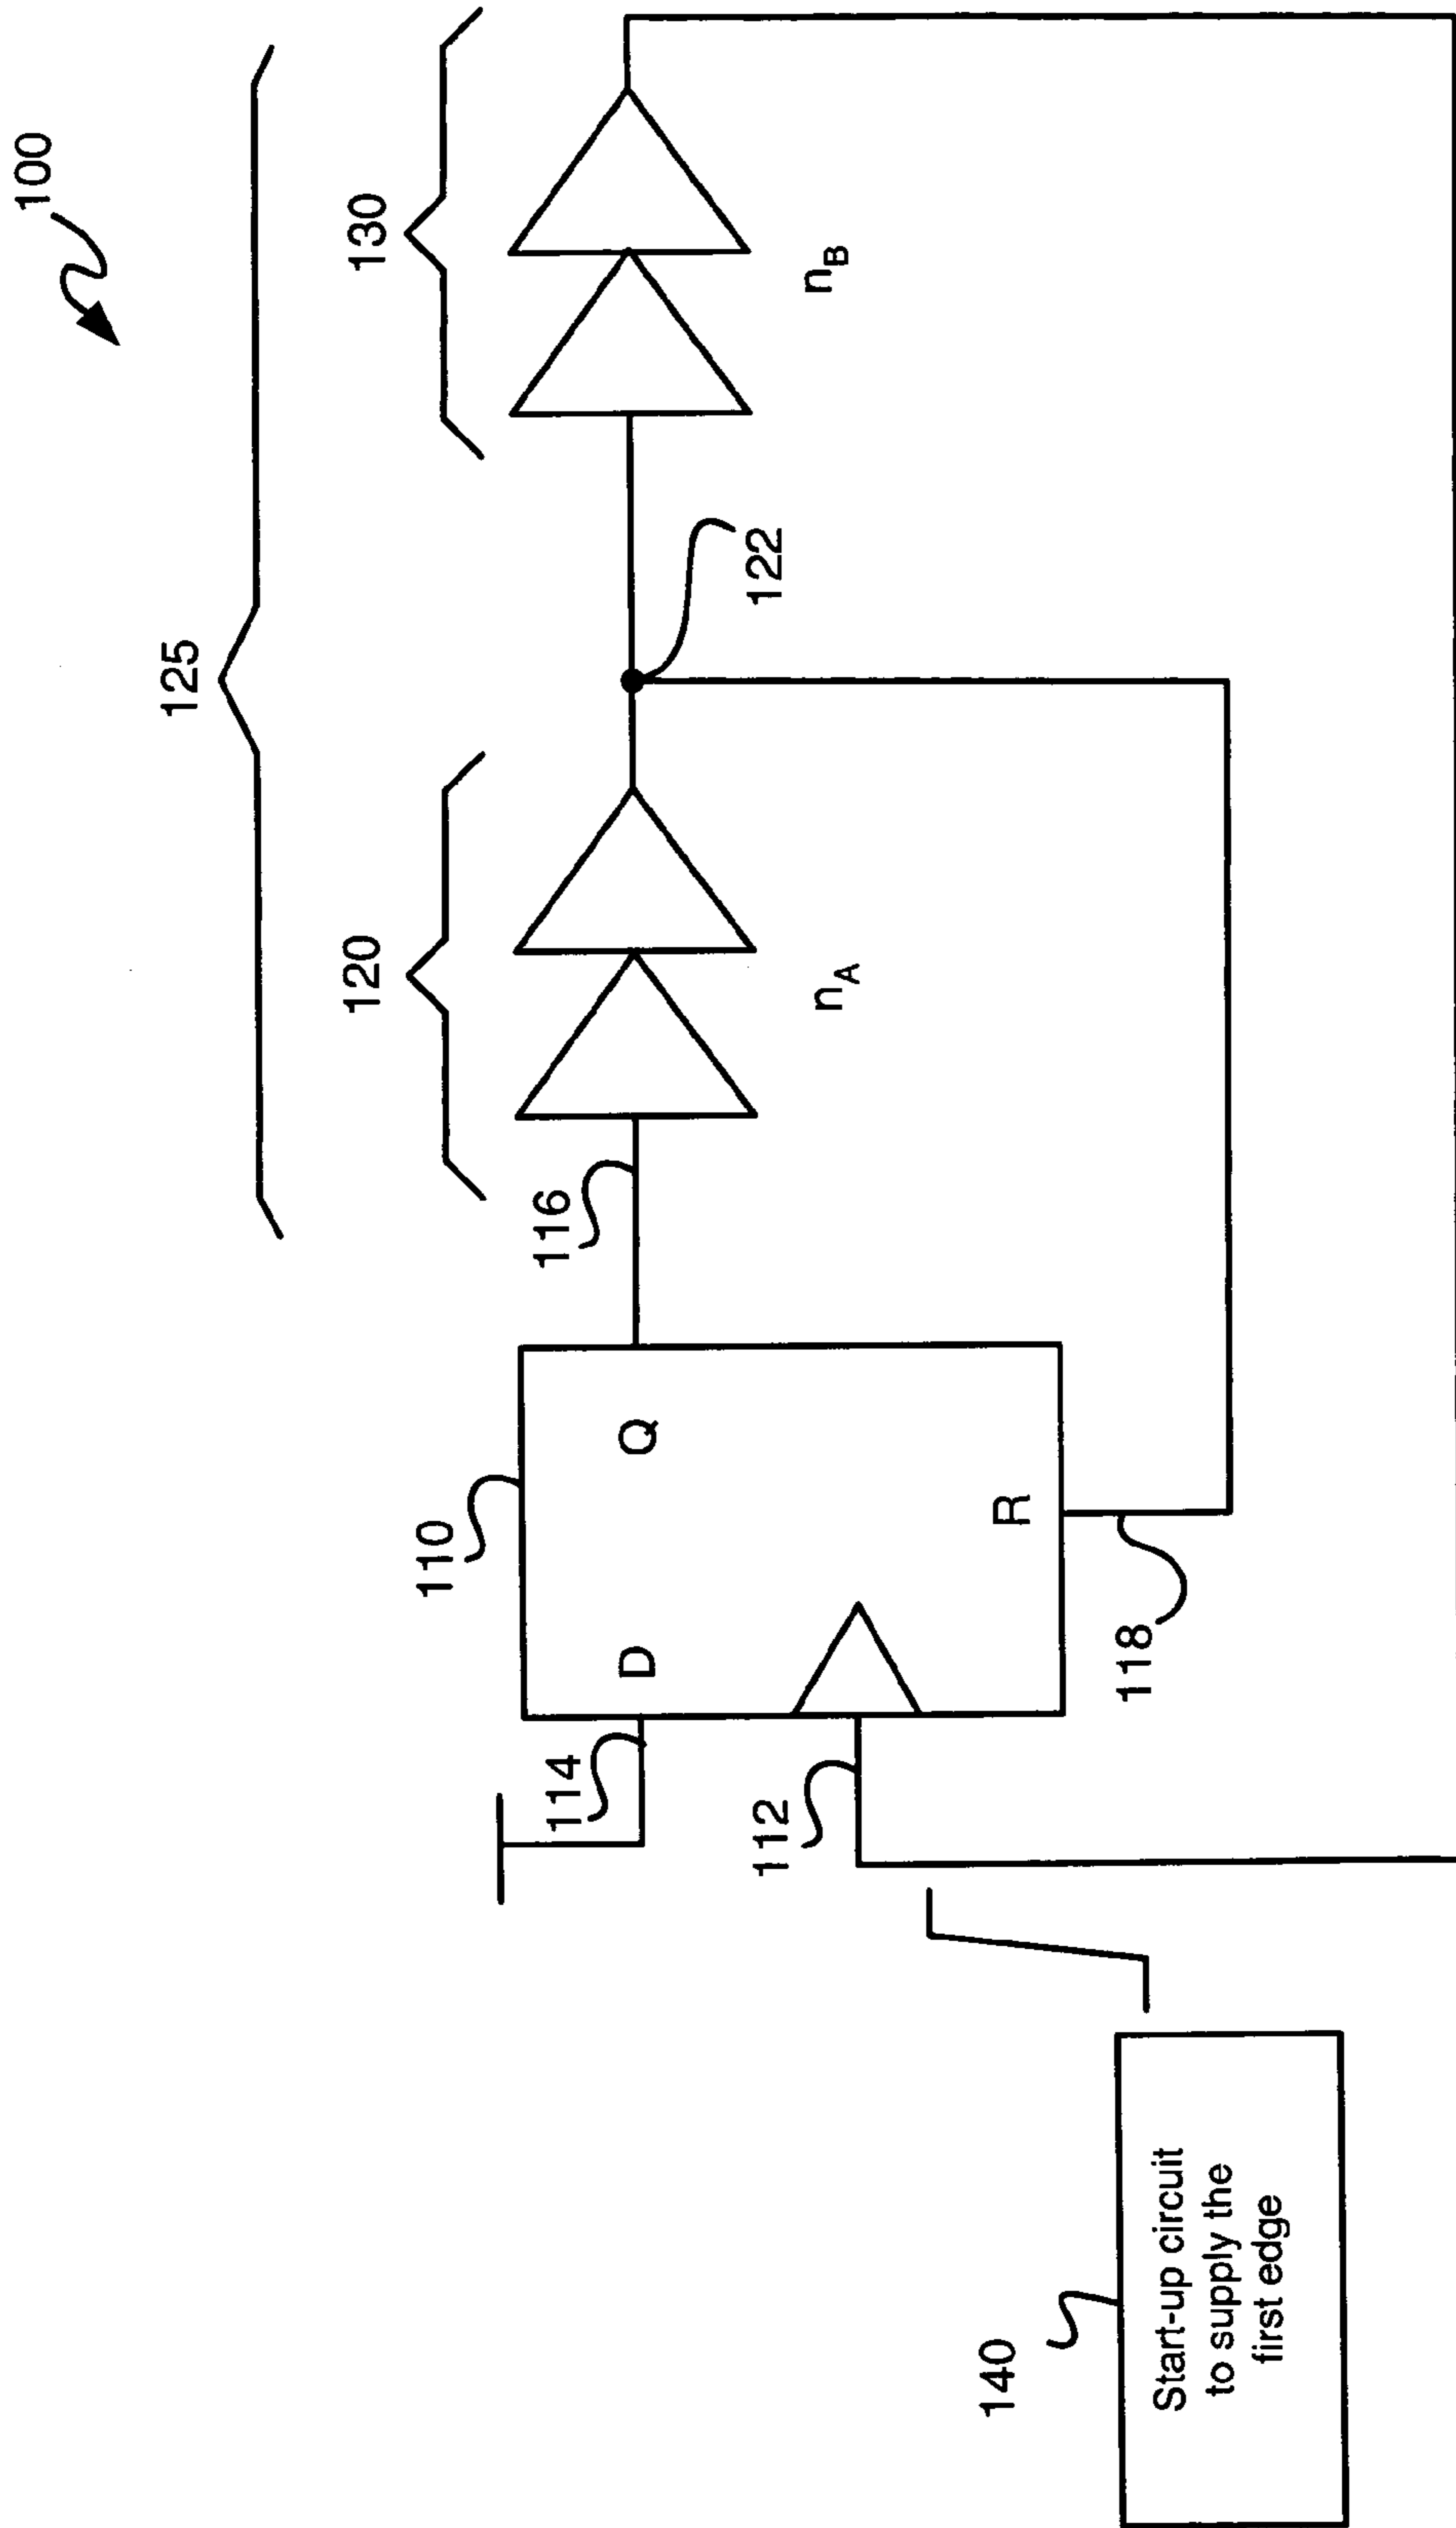 100
125
120
130
110
116
114
D
Q
n_A
122
n_B
112
R
118
140
Start-up circuit
to supply the
first edge